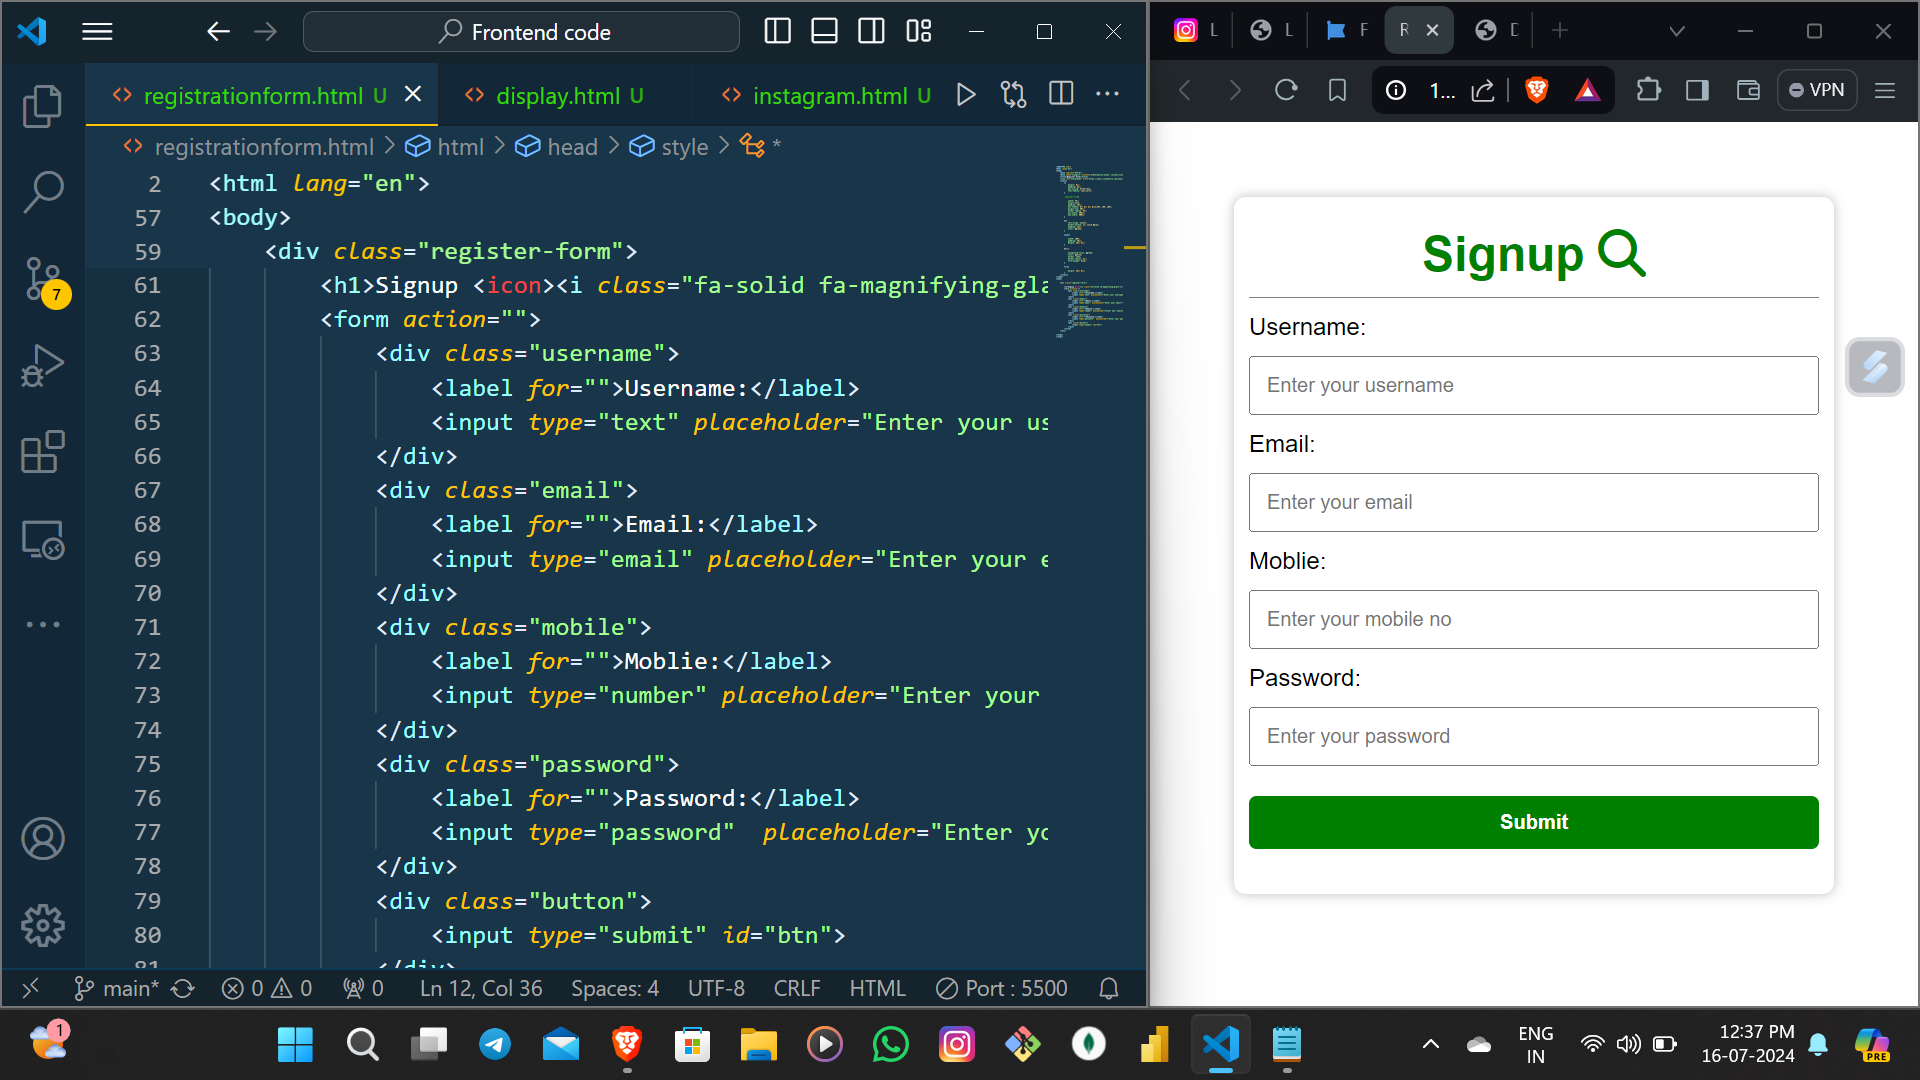 Frontend code
registrationform.html U
display.html U
instagram.html U
registrationform.html > html > head > style > *
2 <html lang="en">
57 <body>
59 <div class="register-form">
61 <h1>Signup <icon><i class="fa-solid fa-magnifying-gla
62 <form action="">
63 <div class="username">
64 <label for="">Username:</label>
65 <input type="text" placeholder="Enter your us
66 </div>
67 <div class="email">
68 <label for="">Email:</label>
69 <input type="email" placeholder="Enter your e
70 </div>
71 <div class="mobile">
72 <label for="">Moblie:</label>
73 <input type="number" placeholder="Enter your
74 </div>
75 <div class="password">
76 <label for="">Password:</label>
77 <input type="password"  placeholder="Enter yo
78 </div>
79 <div class="button">
80 <input type="submit" id="btn">
81 </div>
7
main* 0 0 0 Ln 12, Col 36 Spaces: 4 UTF-8 CRLF HTML Port : 5500
L L F R D
1... VPN
Signup
Username:
Enter your username
Email:
Enter your email
Moblie:
Enter your mobile no
Password:
Enter your password
Submit
1
ENG
IN
12:37 PM
16-07-2024
PRE